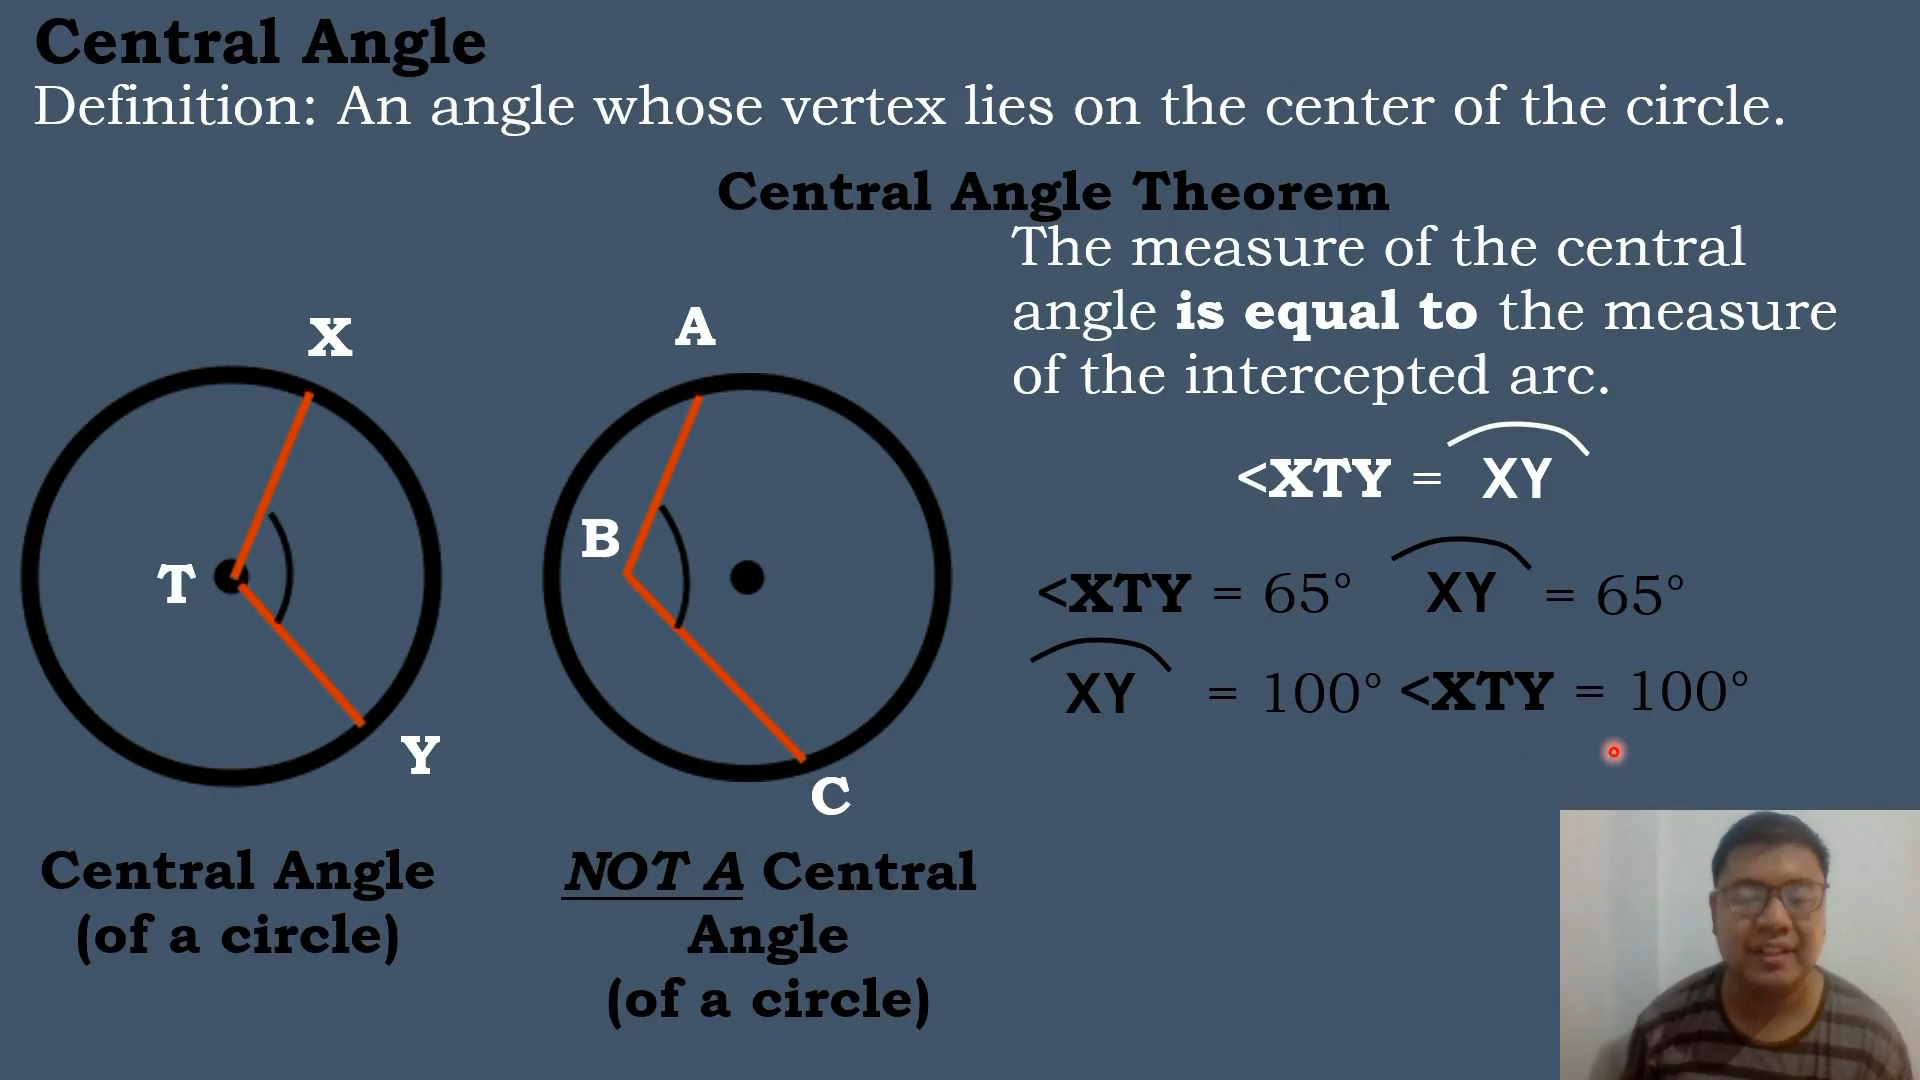 Central Angle
Definition: An angle whose vertex lies on the center of the circle.
Central Angle Theorem
The measure of the central
angle is equal to the measure
of the intercepted arc.
X
T
Y
A
B
C
<XTY = XY
<XTY = 65° XY = 65°
XY = 100° <XTY = 100°
Central Angle
(of a circle)
NOT A Central
Angle
(of a circle)